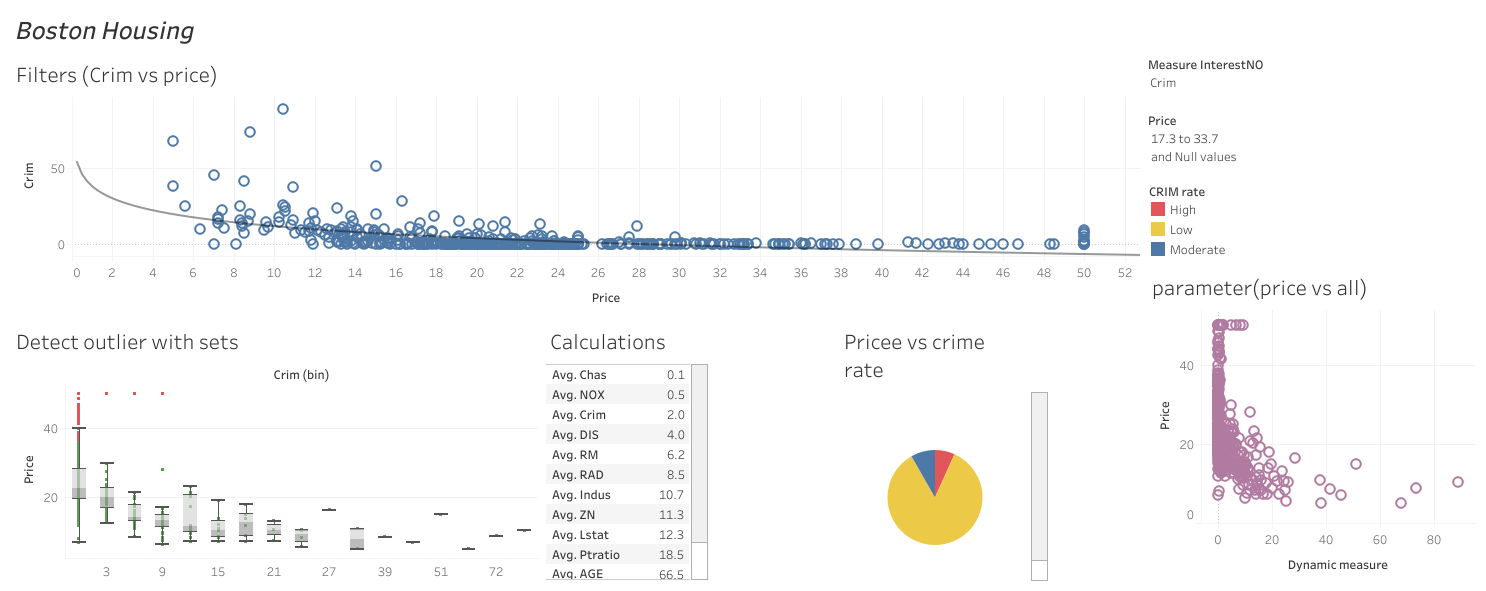 Boston Housing
Filters (Crim vs price)
Crim
50
0
0 2 4 6 8 10 12 14 16 18 20 22 24 26 28 30 32 34 36 38 40 42 44 46 48 50 52
Price
Measure InterestNO
Crim
Price
17.3 to 33.7
and Null values
CRIM rate
High
Low
Moderate
Detect outlier with sets
Crim (bin)
Price
40
20
3 9 15 21 27 39 51 72
Calculations
Avg. Chas 0.1
Avg. NOX 0.5
Avg. Crim 2.0
Avg. DIS 4.0
Avg. RM 6.2
Avg. RAD 8.5
Avg. Indus 10.7
Avg. ZN 11.3
Avg. Lstat 12.3
Avg. Ptratio 18.5
Avg. AGE 66.5
Pricee vs crime
rate
parameter(price vs all)
Price
40
20
0
0 20 40 60 80
Dynamic measure